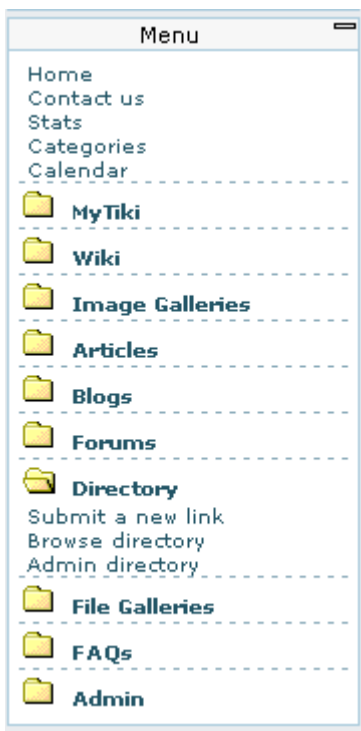 Menu
Home
Contact us
Stats
Categories
Calendar
MyTiki
Wiki
Image Galleries
Articles
Blogs
Forums
Directory
Submit a new link
Browse directory
Admin directory
File Galleries
FAQs
Admin